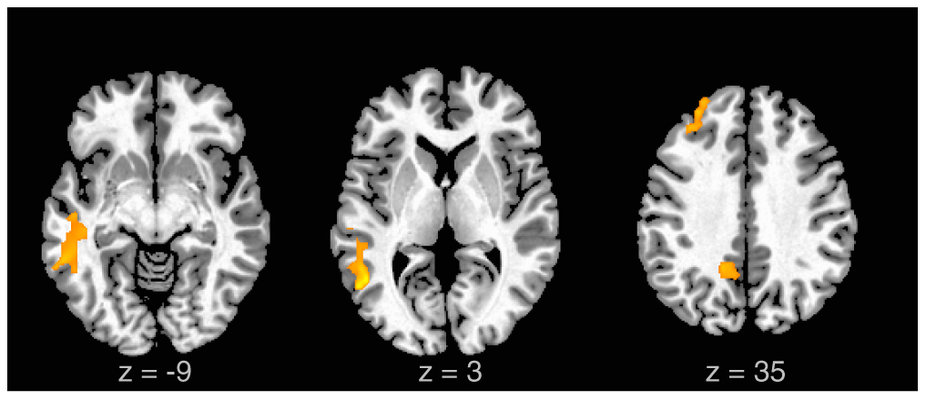 z = -9
z = 3
z = 35